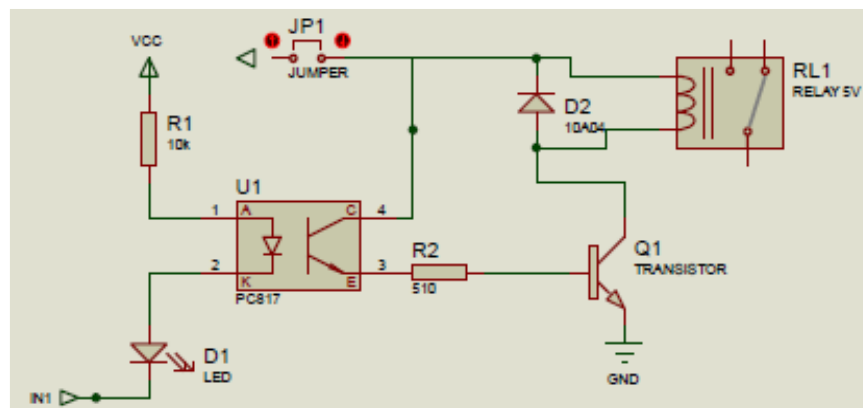 JP1
VCC
JUMPER
RL1
RELAY 5V
D2
10A04
R1
10k
U1
1
A
C
4
2
K
E
3
PC817
R2
510
Q1
TRANSISTOR
D1
LED
IN1
GND